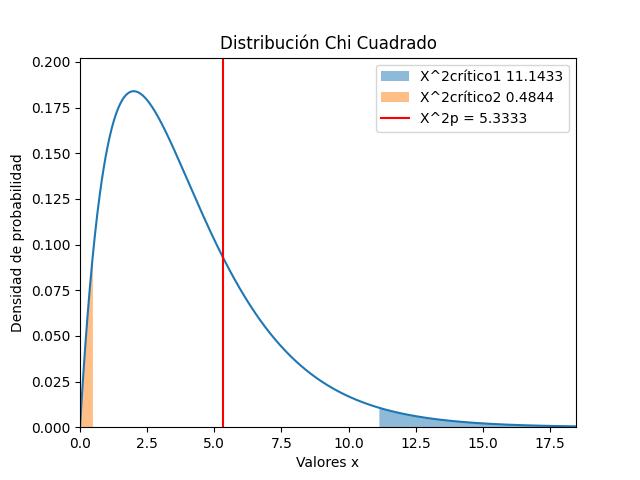 Distribución Chi Cuadrado
X^2crítico1 11.1433
X^2crítico2 0.4844
X^2p = 5.3333
Densidad de probabilidad
0.200
0.175
0.150
0.125
0.100
0.075
0.050
0.025
0.000
0.0 2.5 5.0 7.5 10.0 12.5 15.0 17.5
Valores x